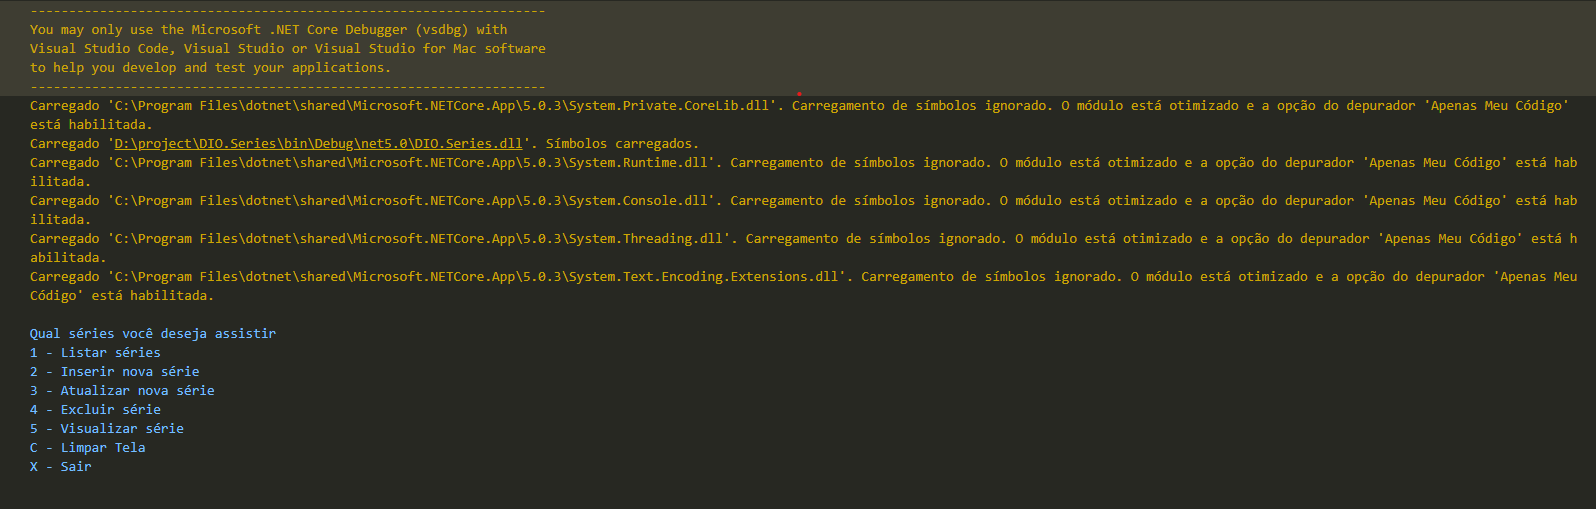 -------------------------------------------------------------------
You may only use the Microsoft .NET Core Debugger (vsdbg) with
Visual Studio Code, Visual Studio or Visual Studio for Mac software
to help you develop and test your applications.
-------------------------------------------------------------------
Carregado 'C:\Program Files\dotnet\shared\Microsoft.NETCore.App\5.0.3\System.Private.CoreLib.dll'. Carregamento de símbolos ignorado. O módulo está otimizado e a opção do depurador 'Apenas Meu Código'
está habilitada.
Carregado 'D:\project\DIO.Series\bin\Debug\net5.0\DIO.Series.dll'. Símbolos carregados.
Carregado 'C:\Program Files\dotnet\shared\Microsoft.NETCore.App\5.0.3\System.Runtime.dll'. Carregamento de símbolos ignorado. O módulo está otimizado e a opção do depurador 'Apenas Meu Código' está hab
ilitada.
Carregado 'C:\Program Files\dotnet\shared\Microsoft.NETCore.App\5.0.3\System.Console.dll'. Carregamento de símbolos ignorado. O módulo está otimizado e a opção do depurador 'Apenas Meu Código' está hab
ilitada.
Carregado 'C:\Program Files\dotnet\shared\Microsoft.NETCore.App\5.0.3\System.Threading.dll'. Carregamento de símbolos ignorado. O módulo está otimizado e a opção do depurador 'Apenas Meu Código' está h
abilitada.
Carregado 'C:\Program Files\dotnet\shared\Microsoft.NETCore.App\5.0.3\System.Text.Encoding.Extensions.dll'. Carregamento de símbolos ignorado. O módulo está otimizado e a opção do depurador 'Apenas Meu
Código' está habilitada.
Qual séries você deseja assistir
1 - Listar séries
2 - Inserir nova série
3 - Atualizar nova série
4 - Excluir série
5 - Visualizar série
C - Limpar Tela
X - Sair